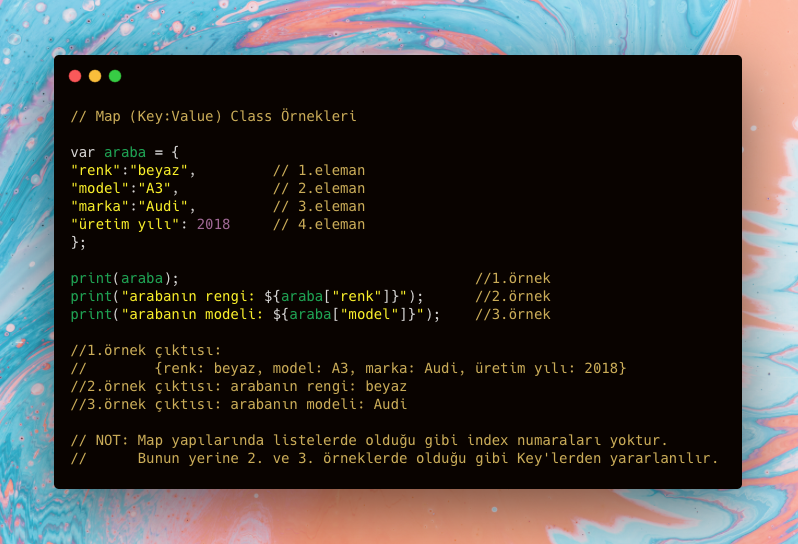 // Map (Key:Value) Class Örnekleri
var araba = {
"renk":"beyaz",         // 1.eleman
"model":"A3",           // 2.eleman
"marka":"Audi",         // 3.eleman
"üretim yılı": 2018     // 4.eleman
};
print(araba);                                   //1.örnek
print("arabanın rengi: ${araba["renk"]}");      //2.örnek
print("arabanın modeli: ${araba["model"]}");    //3.örnek
//1.örnek çıktısı:
//        {renk: beyaz, model: A3, marka: Audi, üretim yılı: 2018}
//2.örnek çıktısı: arabanın rengi: beyaz
//3.örnek çıktısı: arabanın modeli: Audi
// NOT: Map yapılarında listelerde olduğu gibi index numaraları yoktur.
//      Bunun yerine 2. ve 3. örneklerde olduğu gibi Key'lerden yararlanılır.